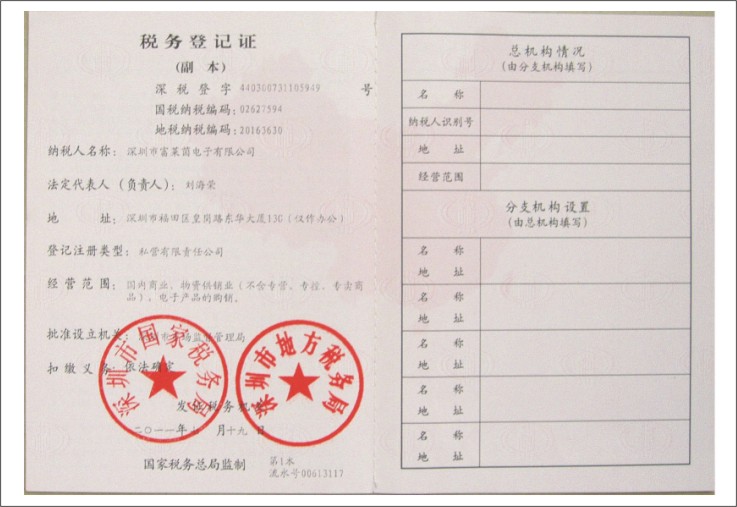 税务登记证
(副 本)
深 税 登 字 440300731105949 号
国税纳税编码: 02627594
地税纳税编码: 20163630
纳税人名称: 深圳市富莱茵电子有限公司
法定代表人(负责人): 刘海荣
地 址: 深圳市福田区皇岗路东华大厦13C(仅作办公)
登记注册类型: 私营有限责任公司
经 营 范 围: 国内商业、物资供销业(不含专营、专控、专卖商
品),电子产品的购销。
批准设立机关: 市场监督管理局
扣 缴 义 务: 依法确定
深圳市国家税务局
深圳市地方税务局
发证税务机关
二〇一一年 月十九日
国家税务总局监制
第1本
流水号00613117
总机构情况
(由分支机构填写)
名 称
纳税人识别号
地 址
经营范围
分支机构设置
(由总机构填写)
名 称
地 址
名 称
地 址
名 称
地 址
名 称
地 址
名 称
地 址